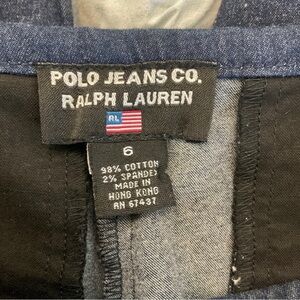 POLO JEANS CO.
RALPH LAUREN
RL
6
98% COTTON
2% SPANDEX
MADE IN
HONG KONG
RN 67437